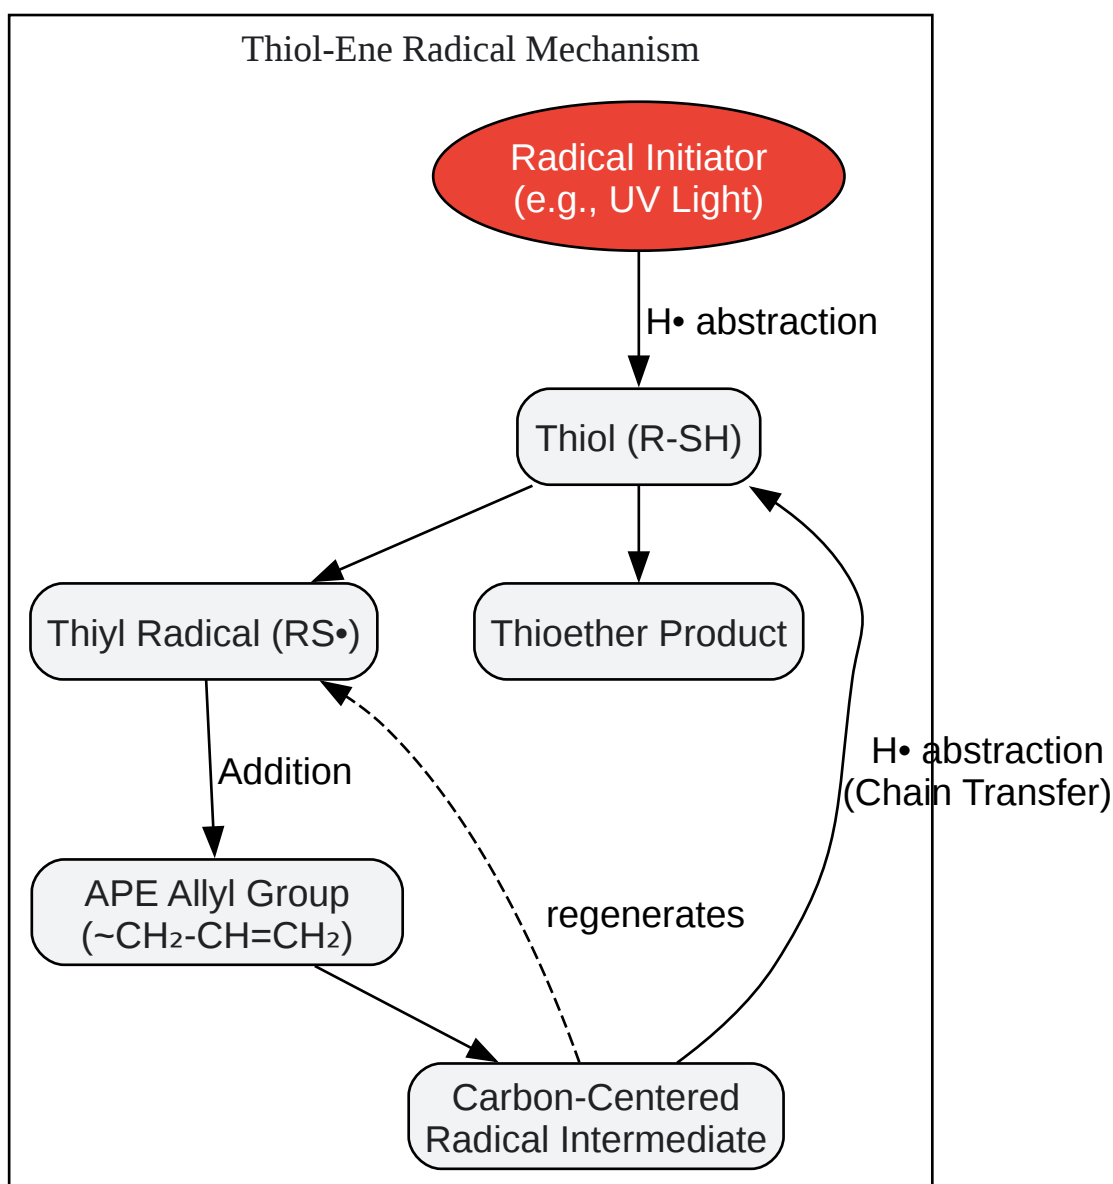 Thiol-Ene Radical Mechanism
Radical Initiator
(e.g., UV Light)
H• abstraction
Thiol (R-SH)
Thiyl Radical (RS•)
Thioether Product
H• abstraction
(Chain Transfer)
Addition
APE Allyl Group
(~CH₂-CH=CH₂)
regenerates
Carbon-Centered
Radical Intermediate